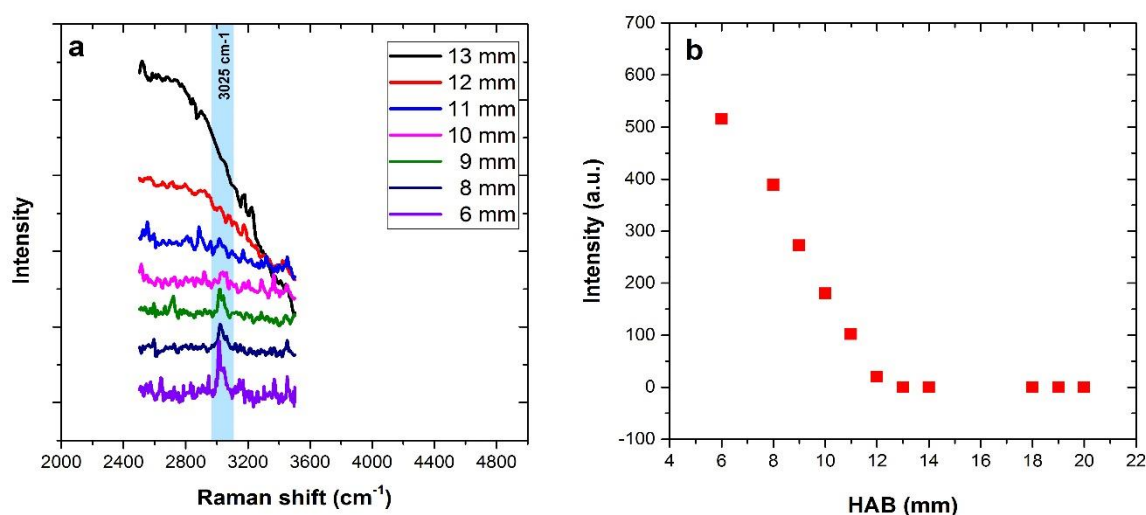 a
3025 cm-1
13 mm
12 mm
11 mm
10 mm
9 mm
8 mm
6 mm
Intensity
2000 2400 2800 3200 3600 4000 4400 4800
Raman shift (cm⁻¹)
b
700
600
500
400
300
200
100
0
-100
Intensity (a.u.)
4 6 8 10 12 14 16 18 20 22
HAB (mm)